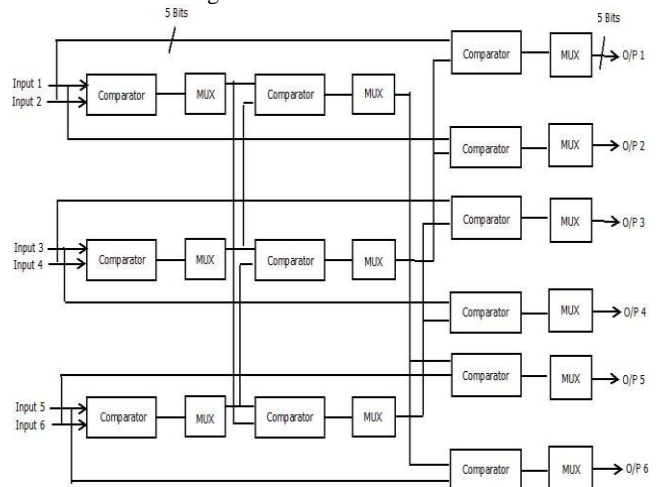 5 Bits
5 Bits
Comparator MUX O/P 1
Input 1
Input 2
Comparator MUX Comparator MUX
Comparator MUX O/P 2
Comparator MUX O/P 3
Input 3
Input 4
Comparator MUX Comparator MUX
Comparator MUX O/P 4
Comparator MUX O/P 5
Input 5
Input 6
Comparator MUX Comparator MUX
Comparator MUX O/P 6